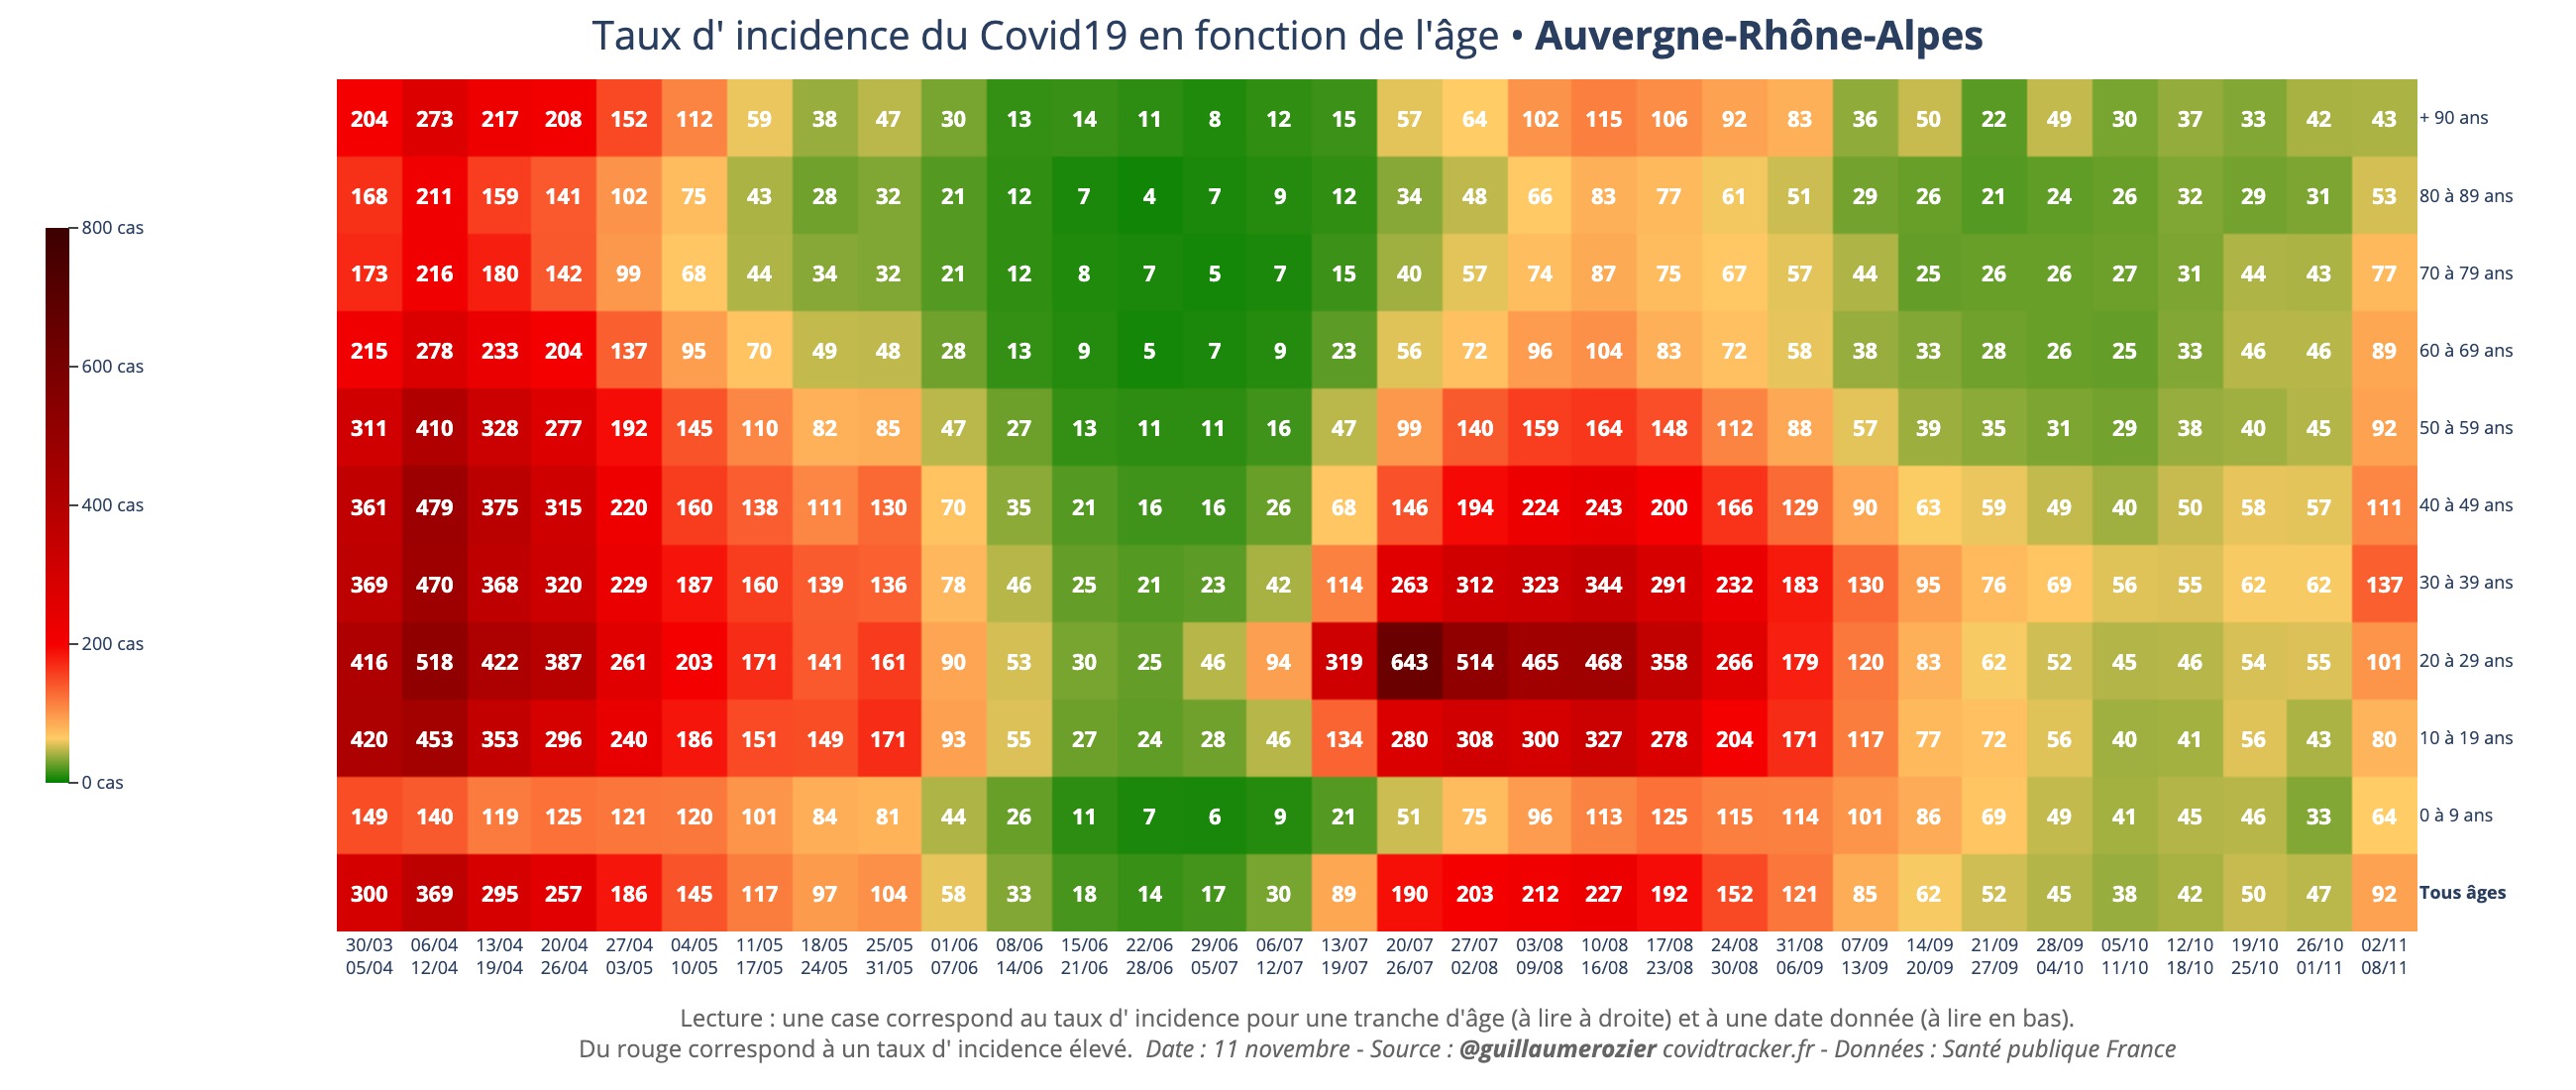 Taux d' incidence du Covid19 en fonction de l'âge • Auvergne-Rhône-Alpes
204 273 217 208 152 112 59 38 47 30 13 14 11 8 12 15 57 64 102 115 106 92 83 36 50 22 49 30 37 33 42 43 + 90 ans
168 211 159 141 102 75 43 28 32 21 12 7 4 7 9 12 34 48 66 83 77 61 51 29 26 21 24 26 32 29 31 53 80 à 89 ans
173 216 180 142 99 68 44 34 32 21 12 8 7 5 7 15 40 57 74 87 75 67 57 44 25 26 26 27 31 44 43 77 70 à 79 ans
215 278 233 204 137 95 70 49 48 28 13 9 5 7 9 23 56 72 96 104 83 72 58 38 33 28 26 25 33 46 46 89 60 à 69 ans
311 410 328 277 192 145 110 82 85 47 27 13 11 11 16 47 99 140 159 164 148 112 88 57 39 35 31 29 38 40 45 92 50 à 59 ans
361 479 375 315 220 160 138 111 130 70 35 21 16 16 26 68 146 194 224 243 200 166 129 90 63 59 49 40 50 58 57 111 40 à 49 ans
369 470 368 320 229 187 160 139 136 78 46 25 21 23 42 114 263 312 323 344 291 232 183 130 95 76 69 56 55 62 62 137 30 à 39 ans
416 518 422 387 261 203 171 141 161 90 53 30 25 46 94 319 643 514 465 468 358 266 179 120 83 62 52 45 46 54 55 101 20 à 29 ans
420 453 353 296 240 186 151 149 171 93 55 27 24 28 46 134 280 308 300 327 278 204 171 117 77 72 56 40 41 56 43 80 10 à 19 ans
149 140 119 125 121 120 101 84 81 44 26 11 7 6 9 21 51 75 96 113 125 115 114 101 86 69 49 41 45 46 33 64 0 à 9 ans
300 369 295 257 186 145 117 97 104 58 33 18 14 17 30 89 190 203 212 227 192 152 121 85 62 52 45 38 42 50 47 92 Tous âges
30/03 06/04 13/04 20/04 27/04 04/05 11/05 18/05 25/05 01/06 08/06 15/06 22/06 29/06 06/07 13/07 20/07 27/07 03/08 10/08 17/08 24/08 31/08 07/09 14/09 21/09 28/09 05/10 12/10 19/10 26/10 02/11
05/04 12/04 19/04 26/04 03/05 10/05 17/05 24/05 31/05 07/06 14/06 21/06 28/06 05/07 12/07 19/07 26/07 02/08 09/08 16/08 23/08 30/08 06/09 13/09 20/09 27/09 04/10 11/10 18/10 25/10 01/11 08/11
800 cas
600 cas
400 cas
200 cas
0 cas
Lecture : une case correspond au taux d' incidence pour une tranche d'âge (à lire à droite) et à une date donnée (à lire en bas).
Du rouge correspond à un taux d' incidence élevé. Date : 11 novembre - Source : @guillaumerozier covidtracker.fr - Données : Santé publique France